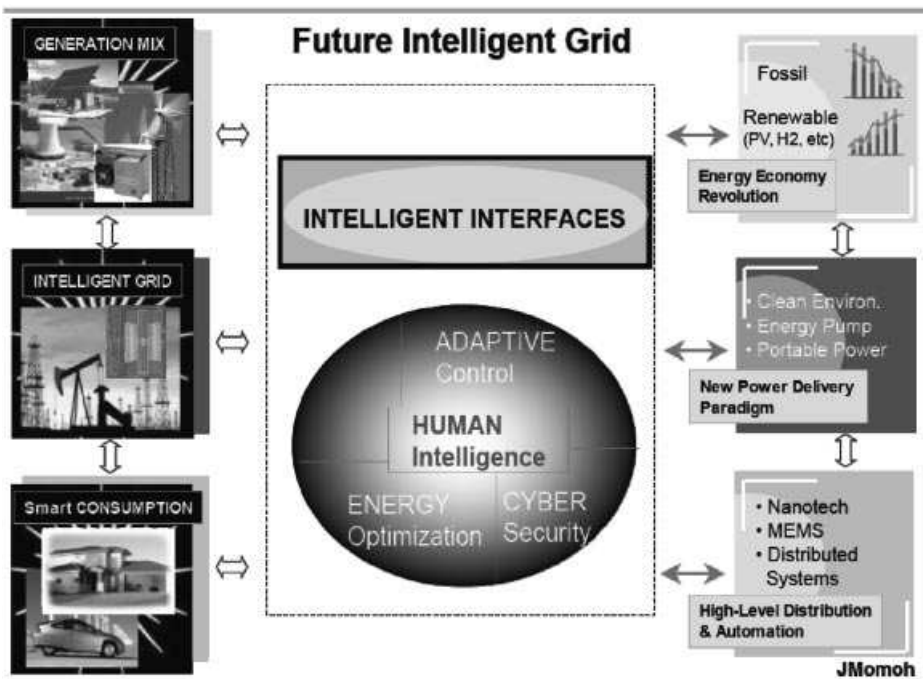 Future Intelligent Grid
GENERATION MIX
INTELLIGENT GRID
Smart CONSUMPTION
INTELLIGENT INTERFACES
ADAPTIVE
Control
HUMAN
Intelligence
ENERGY
Optimization
CYBER
Security
Fossil
Renewable
(PV, H2, etc)
Energy Economy
Revolution
• Clean Environ.
• Energy Pump
• Portable Power
New Power Delivery
Paradigm
• Nanotech
• MEMS
• Distributed
Systems
High-Level Distribution
& Automation
JMomoh